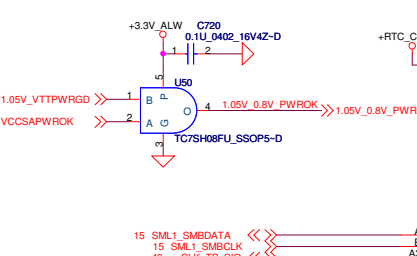 +3.3V_ALW
C720
0.1U_0402_16V4Z~D
1 2
+RTC_C
5
U50
1.05V_VTTPWRGD 1 B P
O 4 1.05V_0.8V_PWROK 1.05V_0.8V_PWR
VCCSAPWROK 2 A G
TC7SH08FU_SSOP5~D
3
15 SML1_SMBDATA
15 SML1_SMBCLK